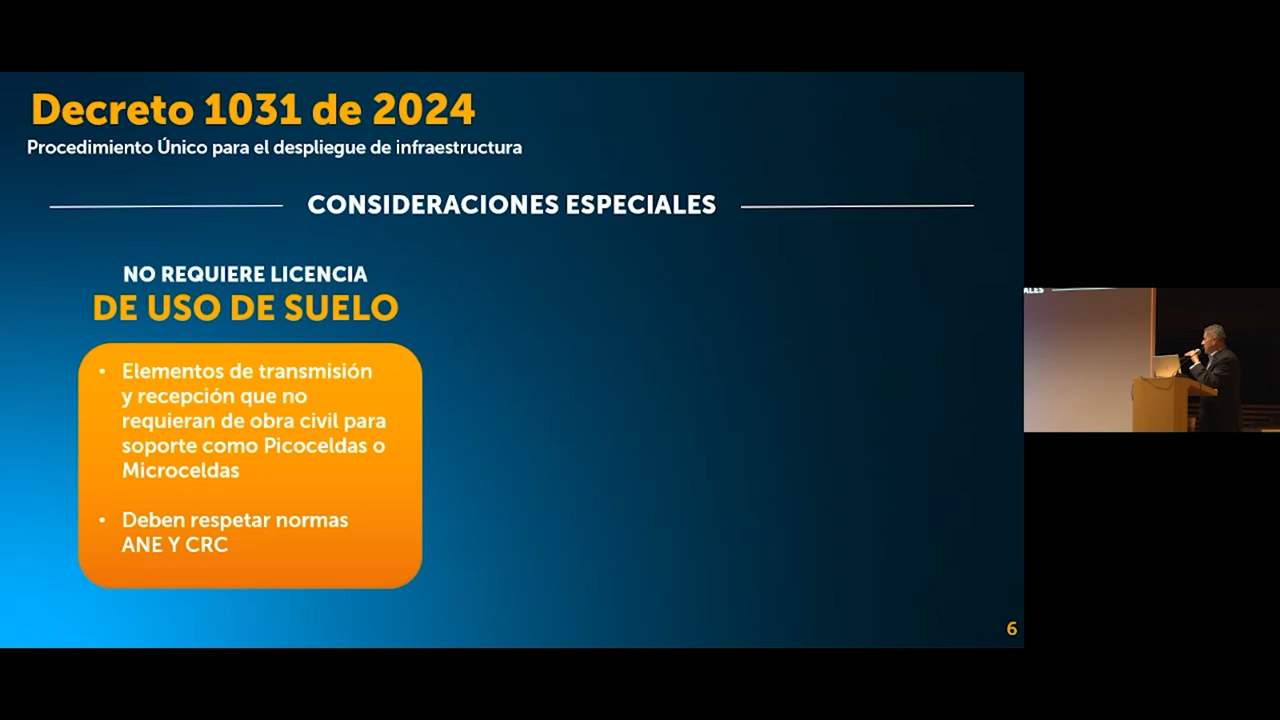 Decreto 1031 de 2024
Procedimiento Único para el despliegue de infraestructura
CONSIDERACIONES ESPECIALES
NO REQUIERE LICENCIA
DE USO DE SUELO
• Elementos de transmisión
y recepción que no
requieran de obra civil para
soporte como Picoceldas o
Microceldas
• Deben respetar normas
ANE Y CRC
6
ALES